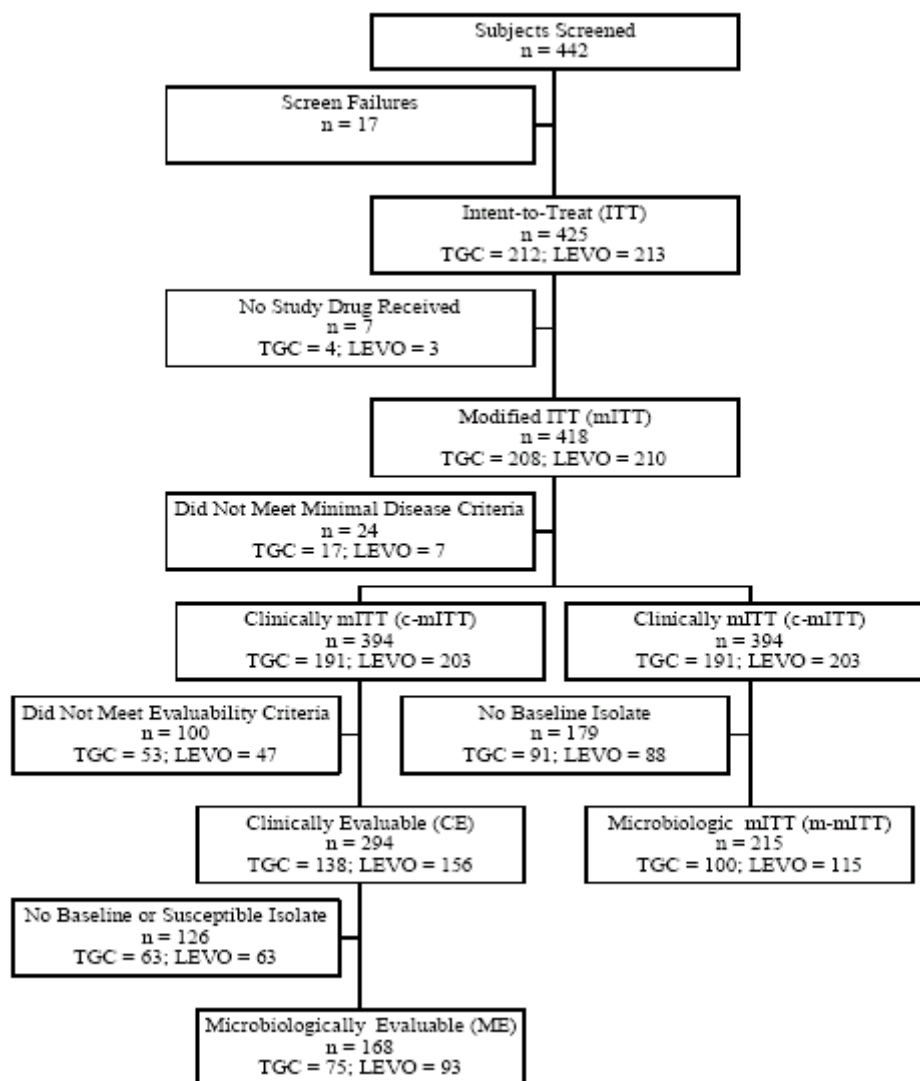 Subjects Screened
n = 442
Screen Failures
n = 17
Intent-to-Treat (ITT)
n = 425
TGC = 212; LEVO = 213
No Study Drug Received
n = 7
TGC = 4; LEVO = 3
Modified ITT (mITT)
n = 418
TGC = 208; LEVO = 210
Did Not Meet Minimal Disease Criteria
n = 24
TGC = 17; LEVO = 7
Clinically mITT (c-mITT)
n = 394
TGC = 191; LEVO = 203
Clinically mITT (c-mITT)
n = 394
TGC = 191; LEVO = 203
Did Not Meet Evaluability Criteria
n = 100
TGC = 53; LEVO = 47
No Baseline Isolate
n = 179
TGC = 91; LEVO = 88
Clinically Evaluable (CE)
n = 294
TGC = 138; LEVO = 156
Microbiologic mITT (m-mITT)
n = 215
TGC = 100; LEVO = 115
No Baseline or Susceptible Isolate
n = 126
TGC = 63; LEVO = 63
Microbiologically Evaluable (ME)
n = 168
TGC = 75; LEVO = 93